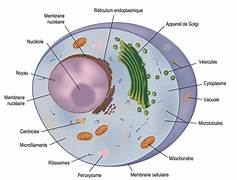 Réticulum endoplasmique
Membrane
nucléaire
Appareil de Golgi
Nucléole
Vésicules
Noyau
Cytoplasme
Membrane
nucléaire
Vacuole
Centrioles
Microtubules
Microfilaments
Ribosomes
Mitochondrie
Peroxysome
Membrane cellulaire